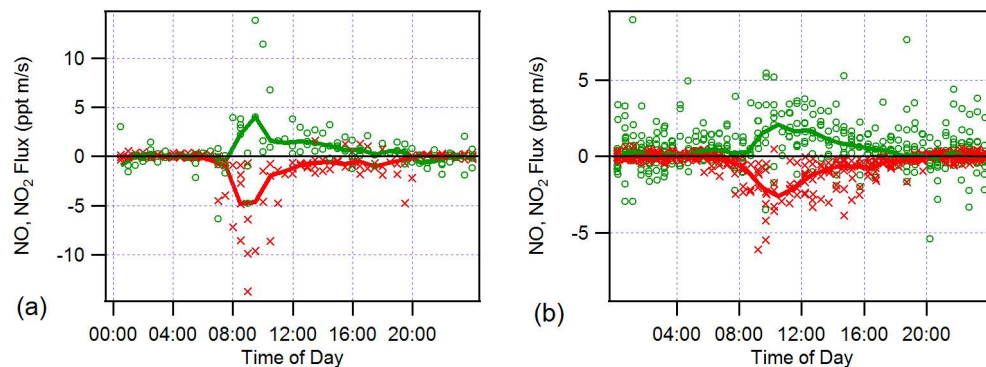 NO, NO2 Flux (ppt m/s)
10
5
0
-5
-10
(a)
00:00 04:00 08:00 12:00 16:00 20:00
Time of Day
NO, NO2 Flux (ppt m/s)
5
0
-5
(b)
04:00 08:00 12:00 16:00 20:00
Time of Day